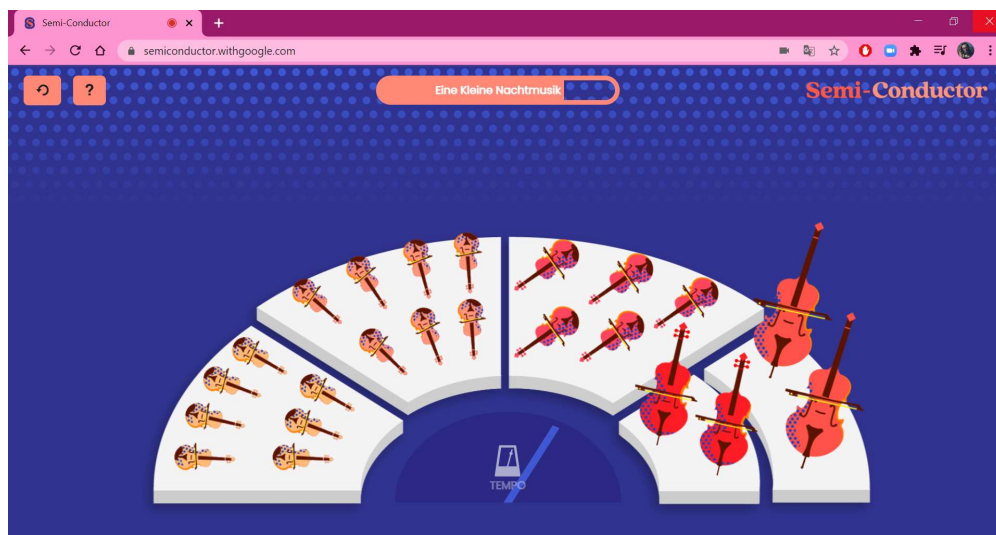 Semi-Conductor
semiconductor.withgoogle.com
?
Eine Kleine Nachtmusik
Semi-Conductor
TEMPO